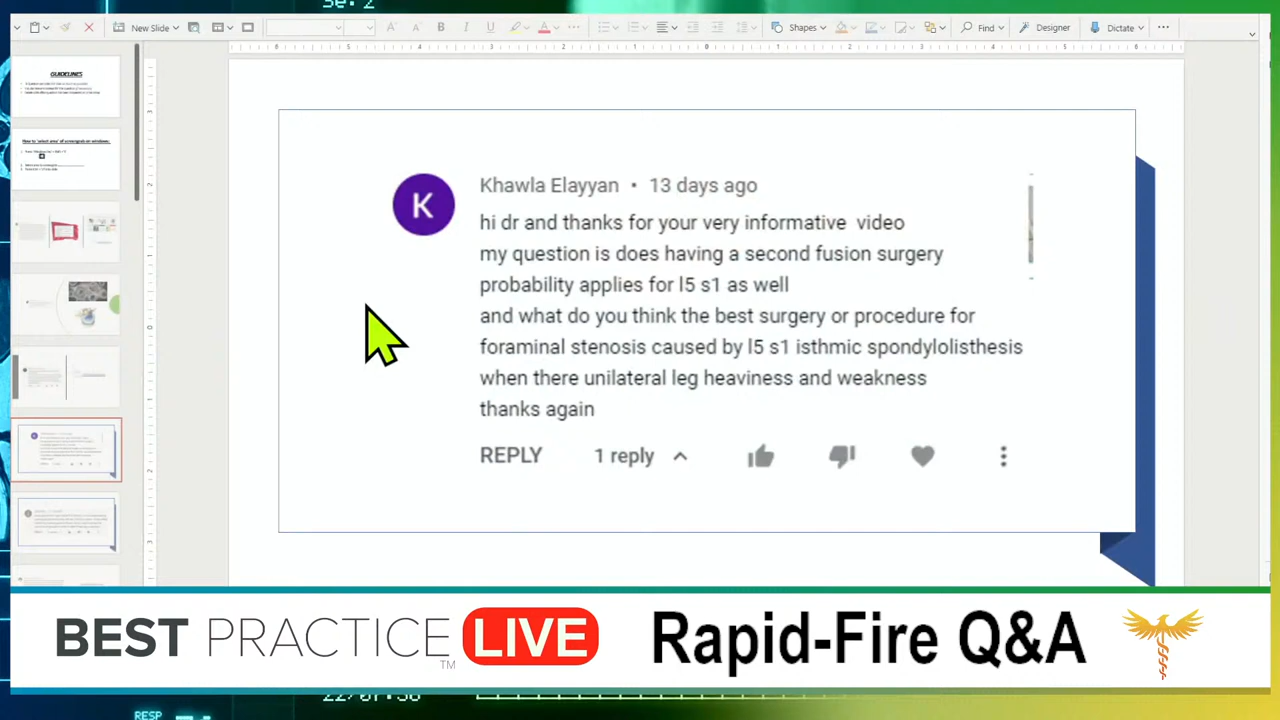 New Slide
Shapes
Find
Designer
Dictate
GUIDELINES
Khawla Elayyan • 13 days ago
K
hi dr and thanks for your very informative video
my question is does having a second fusion surgery
probability applies for l5 s1 as well
and what do you think the best surgery or procedure for
foraminal stenosis caused by l5 s1 isthmic spondylolisthesis
when there unilateral leg heaviness and weakness
thanks again
REPLY 1 reply
BEST PRACTICE LIVE
TM
Rapid-Fire Q&A
RESP